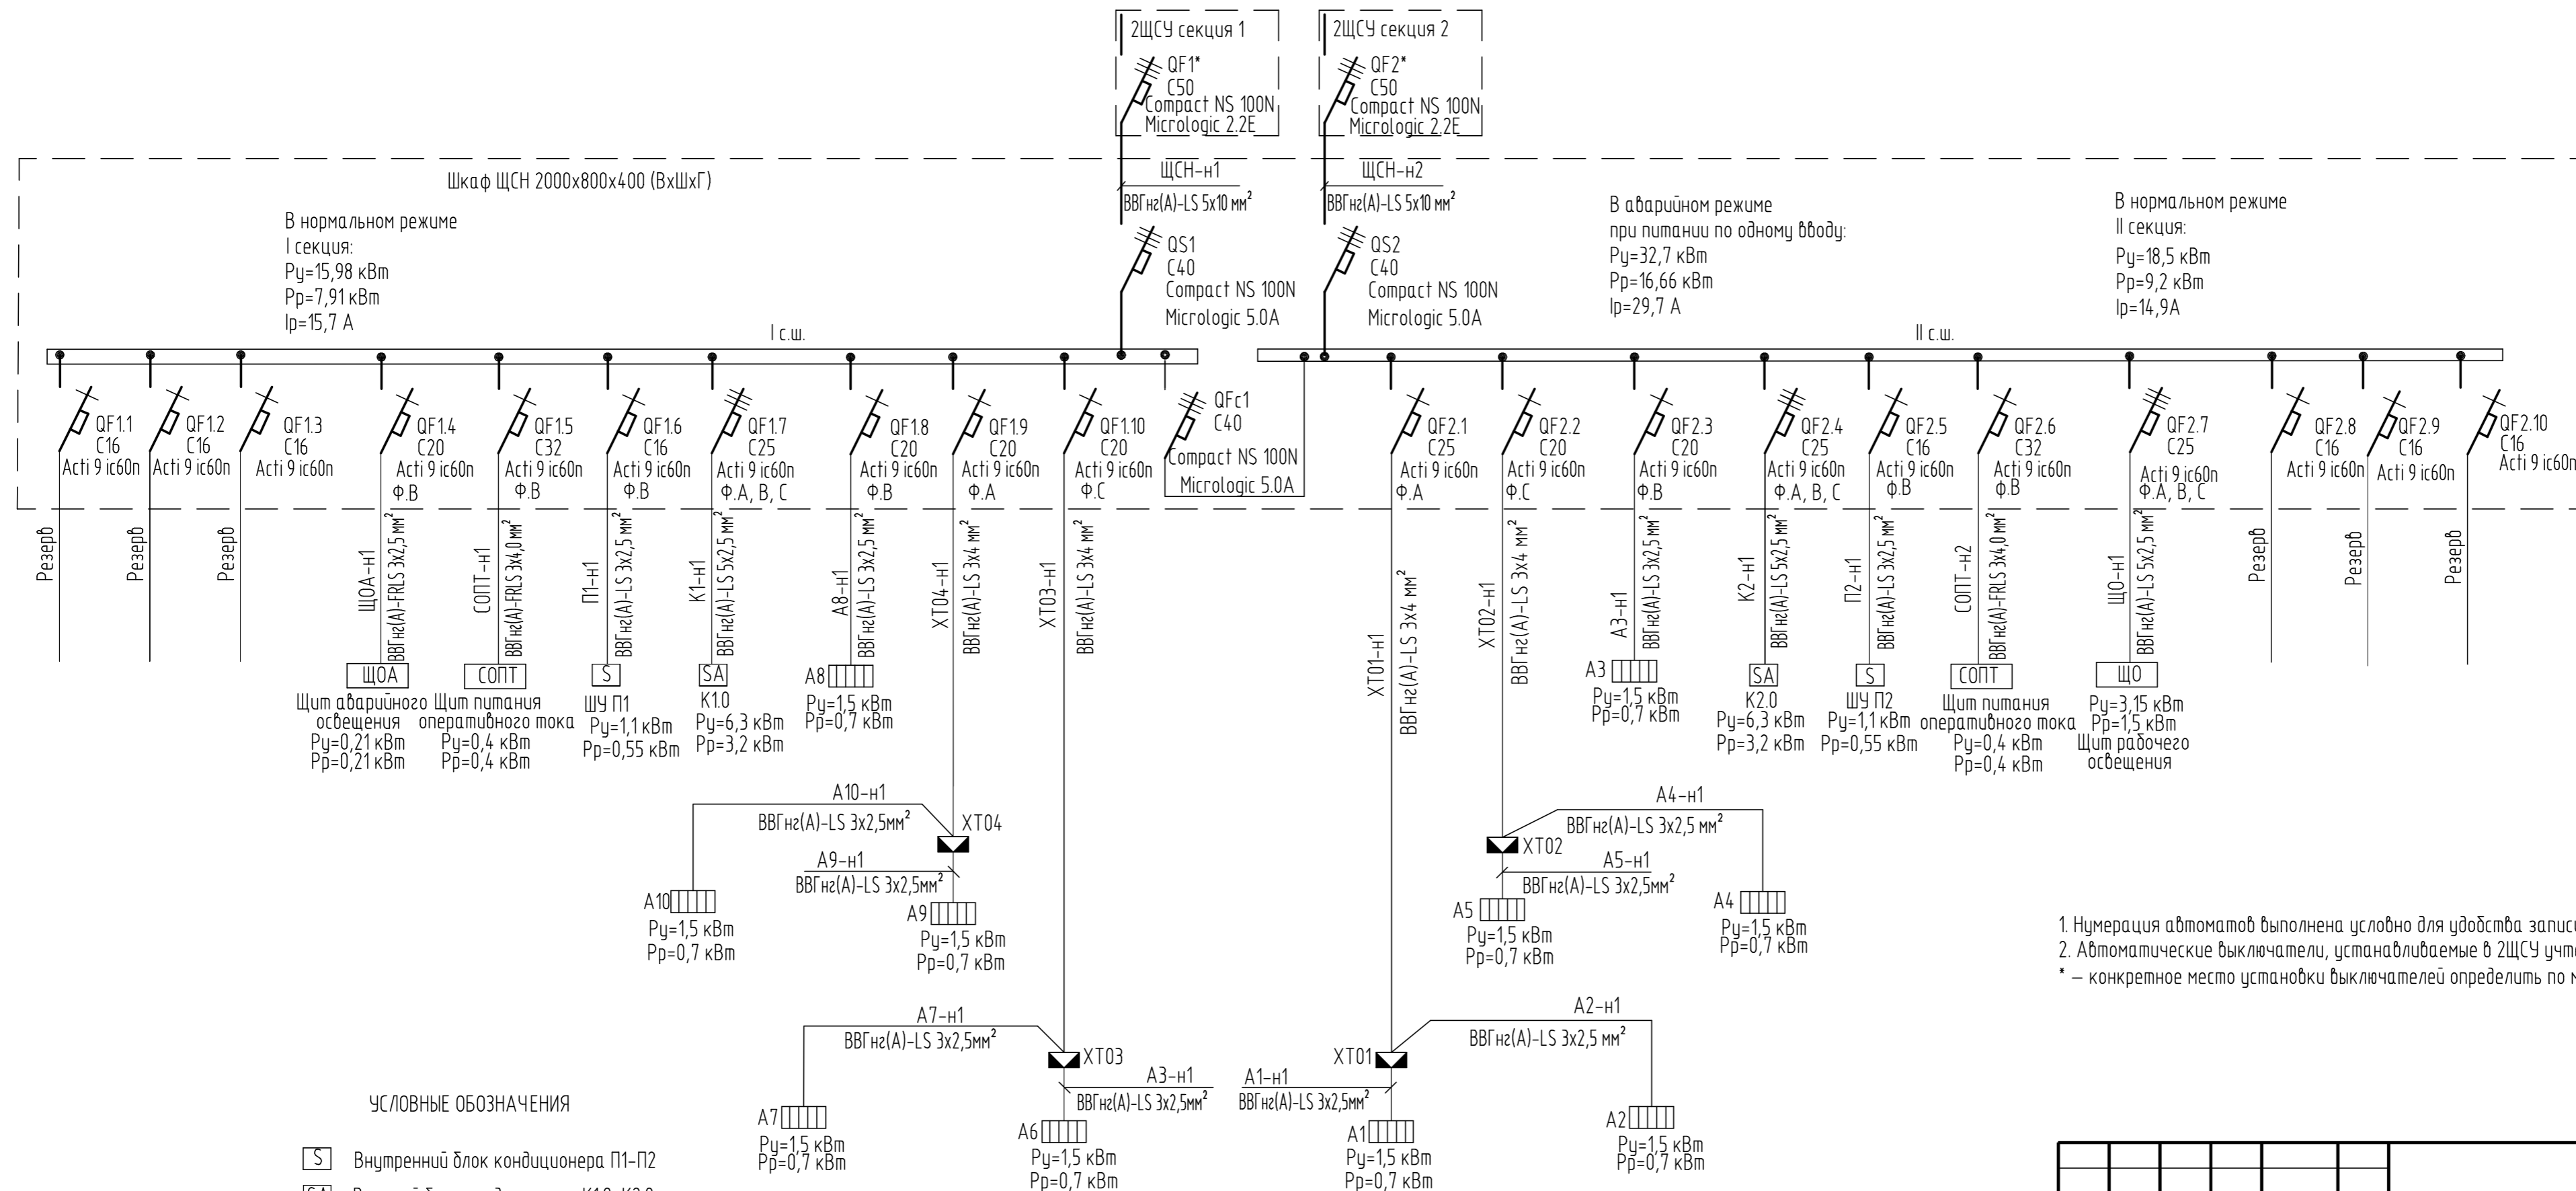 2ЩСУ секция 1
QF1*
C50
Compact NS 100N
Micrologic 2.2E
2ЩСУ секция 2
QF2*
C50
Compact NS 100N
Micrologic 2.2E
Шкаф ЩСН 2000х800х400 (ВхШхГ)
ЩСН-н1
ВВГнг(А)-LS 5х10 мм²
ЩСН-н2
ВВГнг(А)-LS 5х10 мм²
В нормальном режиме
I секция:
Ру=15,98 кВт
Рр=7,91 кВт
Iр=15,7 А
QS1
C40
Compact NS 100N
Micrologic 5.0A
QS2
C40
Compact NS 100N
Micrologic 5.0A
В аварийном режиме
при питании по одному вводу:
Ру=32,7 кВт
Рр=16,66 кВт
Iр=29,7 А
В нормальном режиме
II секция:
Ру=18,5 кВт
Рр=9,2 кВт
Iр=14,9А
I с.ш.
II с.ш.
QF1.1
C16
Acti 9 ic60n
QF1.2
C16
Acti 9 ic60n
QF1.3
C16
Acti 9 ic60n
QF1.4
C20
Acti 9 ic60n
Ф.В
QF1.5
C32
Acti 9 ic60n
Ф.В
QF1.6
C16
Acti 9 ic60n
Ф.В
QF1.7
C25
Acti 9 ic60n
Ф.А, В, С
QF1.8
C20
Acti 9 ic60n
Ф.В
QF1.9
C20
Acti 9 ic60n
Ф.А
QF1.10
C20
Acti 9 ic60n
Ф.С
QFc1
C40
Compact NS 100N
Micrologic 5.0A
QF2.1
C25
Acti 9 ic60n
Ф.А
QF2.2
C20
Acti 9 ic60n
Ф.С
QF2.3
C20
Acti 9 ic60n
Ф.В
QF2.4
C25
Acti 9 ic60n
Ф.А, В, С
QF2.5
C16
Acti 9 ic60n
Ф.В
QF2.6
C32
Acti 9 ic60n
Ф.В
QF2.7
C25
Acti 9 ic60n
Ф.А, В, С
QF2.8
C16
Acti 9 ic60n
QF2.9
C16
Acti 9 ic60n
QF2.10
C16
Acti 9 ic60n
Резерв
Резерв
Резерв
ЩОА-н1
ВВГнг(А)-FRLS 3х2,5 мм²
СОПТ-н1
ВВГнг(А)-FRLS 3х4,0 мм²
П1-н1
ВВГнг(А)-LS 3х2,5 мм²
К1-н1
ВВГнг(А)-LS 5х2,5 мм²
А8-н1
ВВГнг(А)-LS 3х2,5 мм²
ХТ04-н1
ВВГнг(А)-LS 3х4 мм²
ХТ03-н1
ВВГнг(А)-LS 3х4 мм²
ХТ01-н1
ВВГнг(А)-LS 3х4 мм²
ХТ02-н1
ВВГнг(А)-LS 3х4 мм²
А3-н1
ВВГнг(А)-LS 3х2,5 мм²
К2-н1
ВВГнг(А)-LS 5х2,5 мм²
П2-н1
ВВГнг(А)-LS 3х2,5 мм²
СОПТ-н2
ВВГнг(А)-FRLS 3х4,0 мм²
ЩО-н1
ВВГнг(А)-LS 5х2,5 мм²
Резерв
Резерв
Резерв
ЩОА
Щит аварийного
освещения
Ру=0,21 кВт
Рр=0,21 кВт
СОПТ
Щит питания
оперативного тока
Ру=0,4 кВт
Рр=0,4 кВт
S
ШУ П1
Ру=1,1 кВт
Рр=0,55 кВт
SA
К1.0
Ру=6,3 кВт
Рр=3,2 кВт
А8
Ру=1,5 кВт
Рр=0,7 кВт
А3
Ру=1,5 кВт
Рр=0,7 кВт
SA
К2.0
Ру=6,3 кВт
Рр=3,2 кВт
S
ШУ П2
Ру=1,1 кВт
Рр=0,55 кВт
СОПТ
Щит питания
оперативного тока
Ру=0,4 кВт
Рр=0,4 кВт
ЩО
Ру=3,15 кВт
Рр=1,5 кВт
Щит рабочего
освещения
А10-н1
ВВГнг(А)-LS 3х2,5мм²
ХТ04
А9-н1
ВВГнг(А)-LS 3х2,5мм²
А10
Ру=1,5 кВт
Рр=0,7 кВт
А9
Ру=1,5 кВт
Рр=0,7 кВт
А4-н1
ВВГнг(А)-LS 3х2,5 мм²
ХТ02
А5-н1
ВВГнг(А)-LS 3х2,5мм²
А5
Ру=1,5 кВт
Рр=0,7 кВт
А4
Ру=1,5 кВт
Рр=0,7 кВт
1. Нумерация автоматов выполнена условно для удобства
2. Автоматические выключатели, устанавливаемые в 2ЩСУ
* – конкретное место установки выключателей определить по
А7-н1
ВВГнг(А)-LS 3х2,5мм²
ХТ03
А3-н1
ВВГнг(А)-LS 3х2,5мм²
А7
Ру=1,5 кВт
Рр=0,7 кВт
А6
Ру=1,5 кВт
Рр=0,7 кВт
А2-н1
ВВГнг(А)-LS 3х2,5 мм²
ХТ01
А1-н1
ВВГнг(А)-LS 3х2,5мм²
А1
Ру=1,5 кВт
Рр=0,7 кВт
А2
Ру=1,5 кВт
Рр=0,7 кВт
УСЛОВНЫЕ ОБОЗНАЧЕНИЯ
S Внутренний блок кондиционера П1-П2